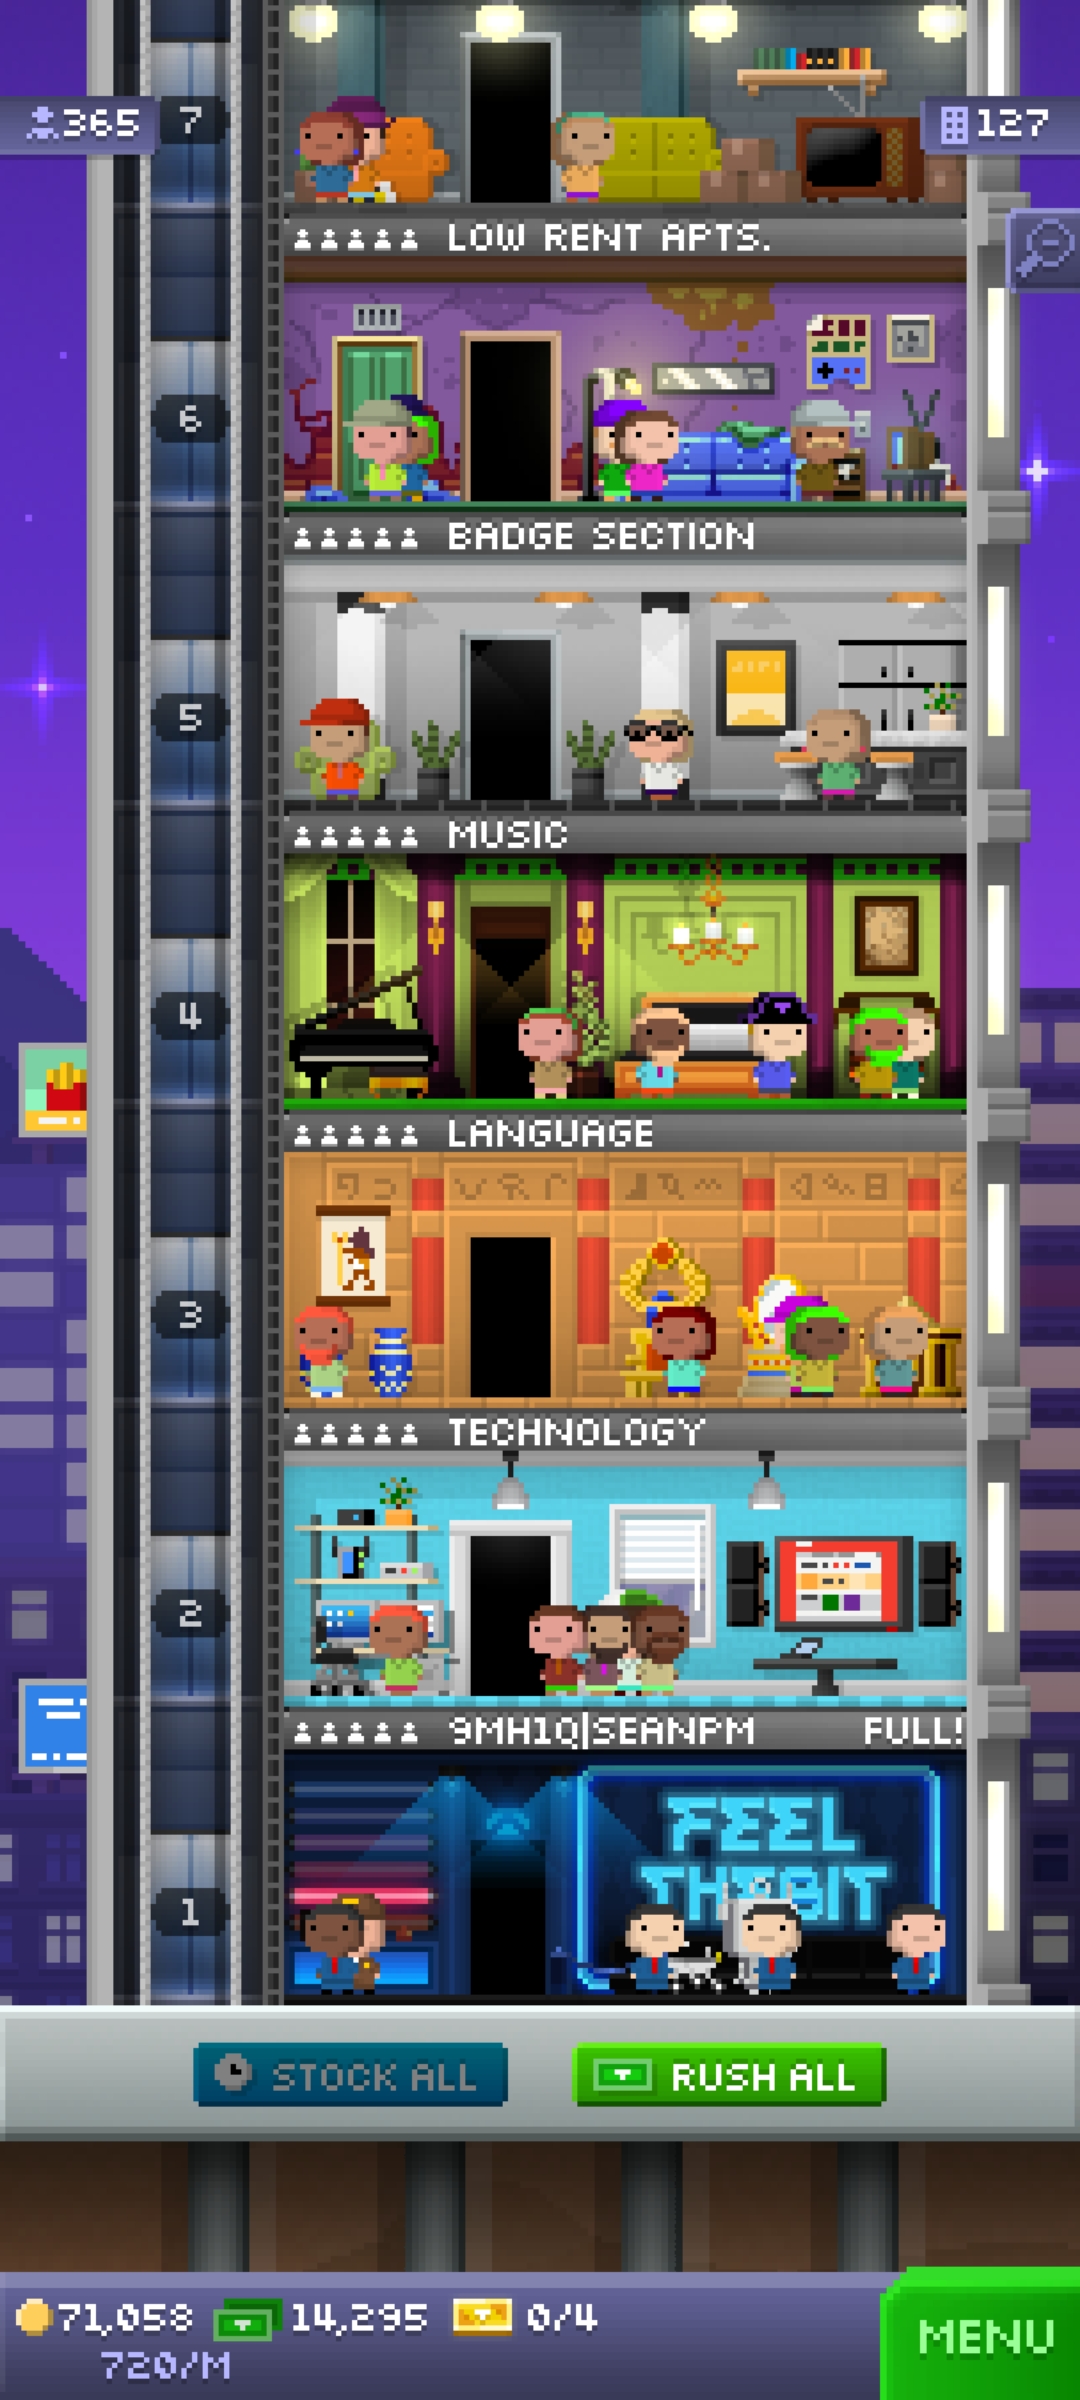 365
7
127
LOW RENT APTS.
6
BADGE SECTION
5
MUSIC
4
LANGUAGE
3
TECHNOLOGY
2
9MH1Q|SEANPM FULL!
FEEL
THE BIT
1
STOCK ALL
RUSH ALL
71,058 14,295 0/4
720/M
MENU